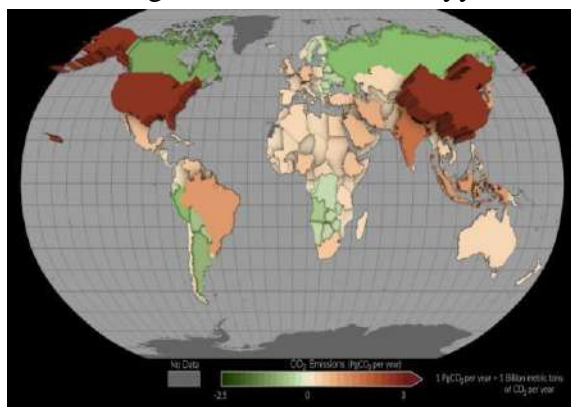 No Data
CO₂ Emissions (PgCO₂ per year)
-2.5
0
3
1 PgCO₂ per year = 1 Billion metric tons
of CO₂ per year